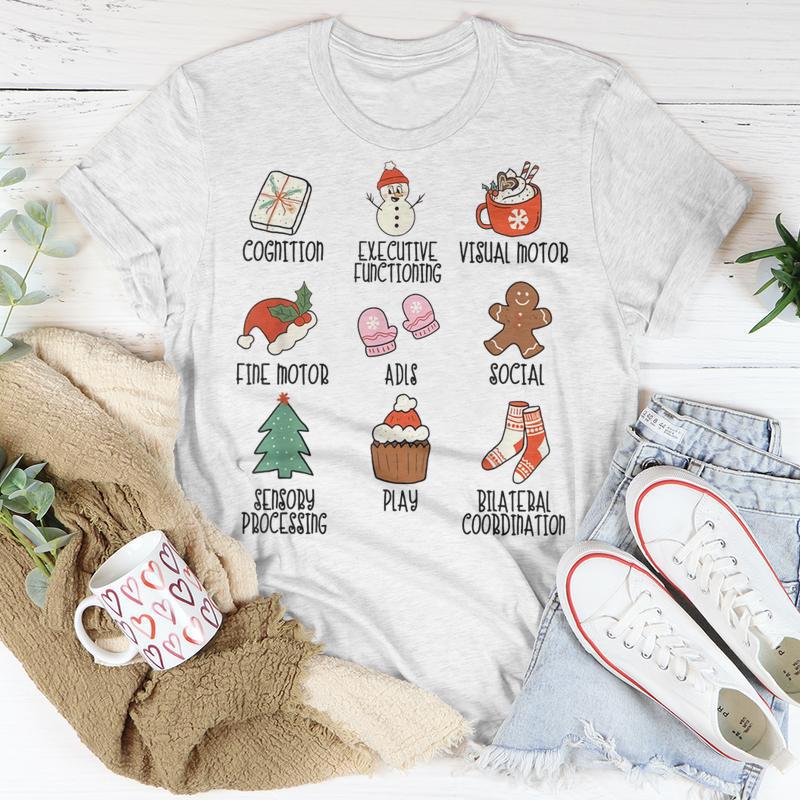 COGNITION
EXECUTIVE
FUNCTIONING
VISUAL MOTOR
FINE MOTOR
ADLS
SOCIAL
SENSORY
PROCESSING
PLAY
BILATERAL
COORDINATION